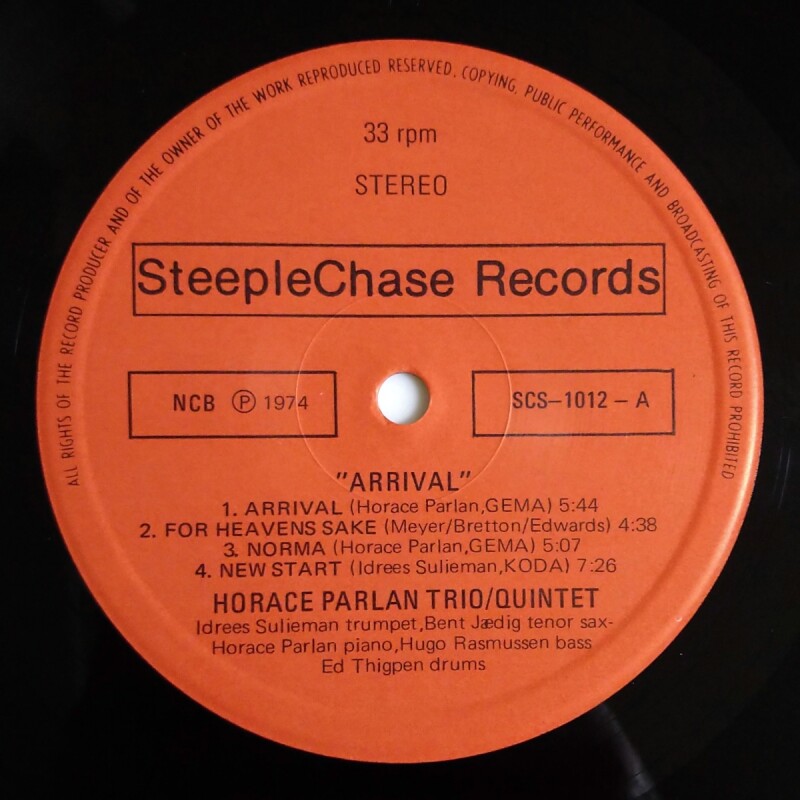 ALL RIGHTS OF THE RECORD PRODUCER AND OF THE OWNER OF THE WORK REPRODUCED RESERVED. COPYING, PUBLIC PERFORMANCE AND BROADCASTING OF THIS RECORD PROHIBITED
33 rpm
STEREO
SteepleChase Records
NCB Ⓟ 1974
SCS-1012 - A
"ARRIVAL"
1. ARRIVAL (Horace Parlan,GEMA) 5:44
2. FOR HEAVENS SAKE (Meyer/Bretton/Edwards) 4:38
3. NORMA (Horace Parlan,GEMA) 5:07
4. NEW START (Idrees Sulieman,KODA) 7:26
HORACE PARLAN TRIO/QUINTET
Idrees Sulieman trumpet,Bent Jædig tenor sax-
Horace Parlan piano,Hugo Rasmussen bass
Ed Thigpen drums